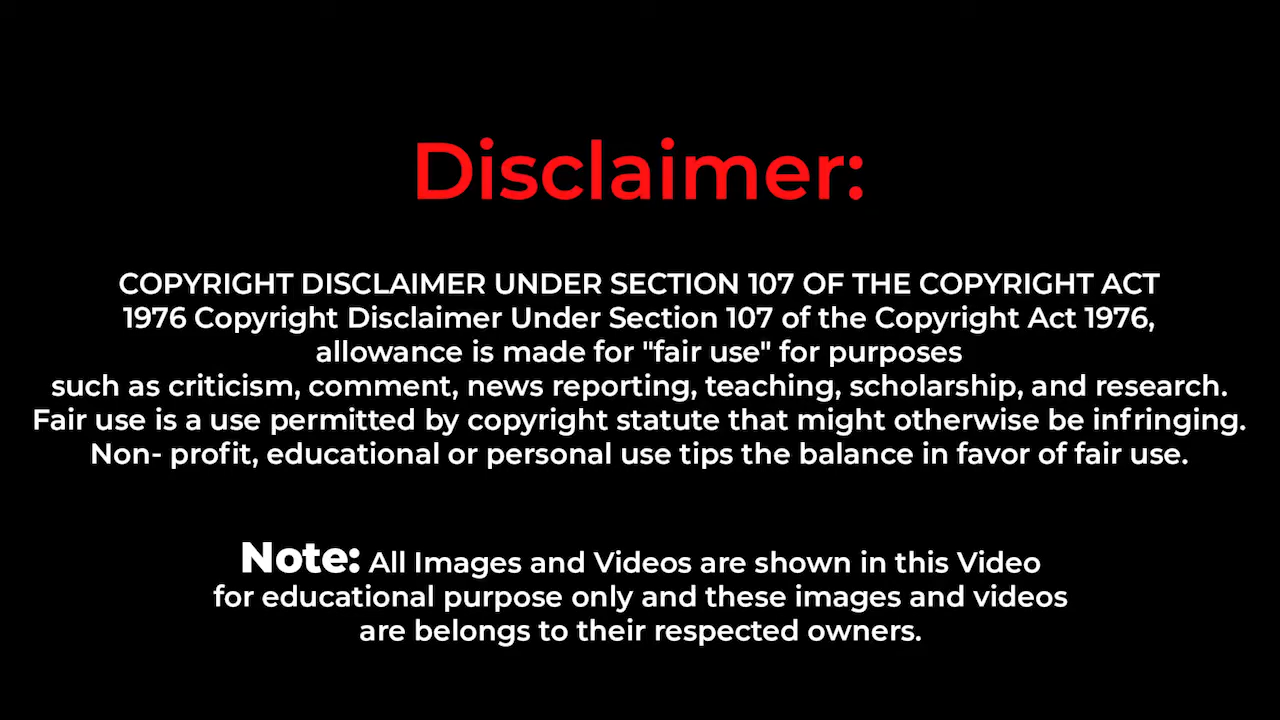 Disclaimer:
COPYRIGHT DISCLAIMER UNDER SECTION 107 OF THE COPYRIGHT ACT
1976 Copyright Disclaimer Under Section 107 of the Copyright Act 1976,
allowance is made for "fair use" for purposes
such as criticism, comment, news reporting, teaching, scholarship, and research.
Fair use is a use permitted by copyright statute that might otherwise be infringing.
Non- profit, educational or personal use tips the balance in favor of fair use.
Note: All Images and Videos are shown in this Video
for educational purpose only and these images and videos
are belongs to their respected owners.